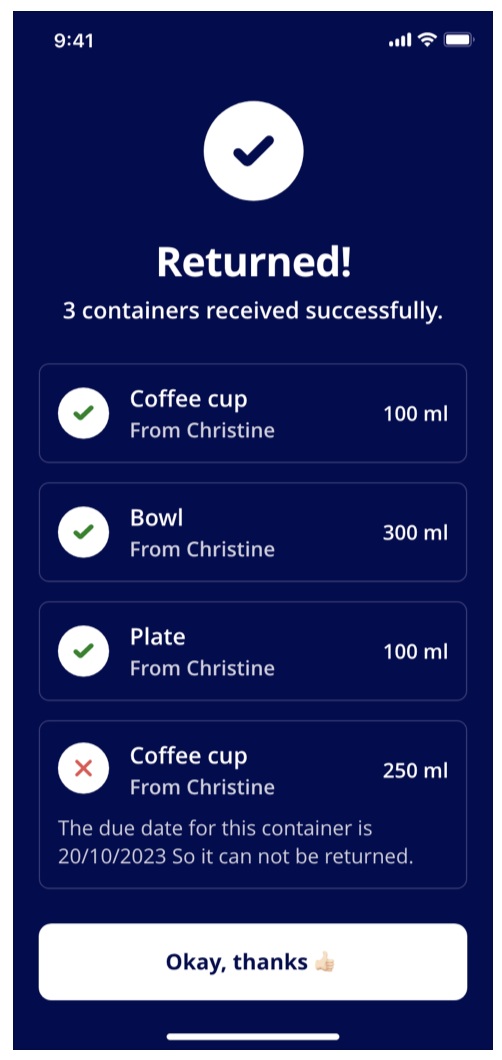 9:41
Returned!
3 containers received successfully.
Coffee cup
From Christine
100 ml
Bowl
From Christine
300 ml
Plate
From Christine
100 ml
Coffee cup
From Christine
250 ml
The due date for this container is
20/10/2023 So it can not be returned.
Okay, thanks 👍🏻